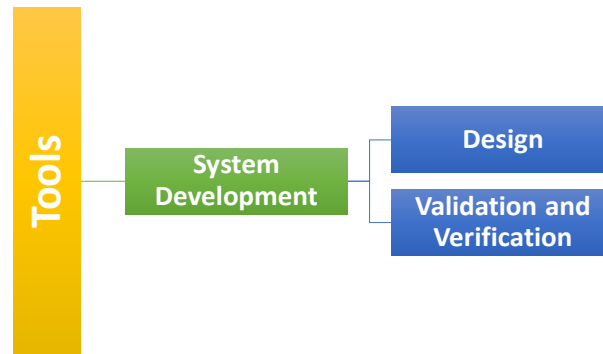 Tools
System
Development
Design
Validation and
Verification